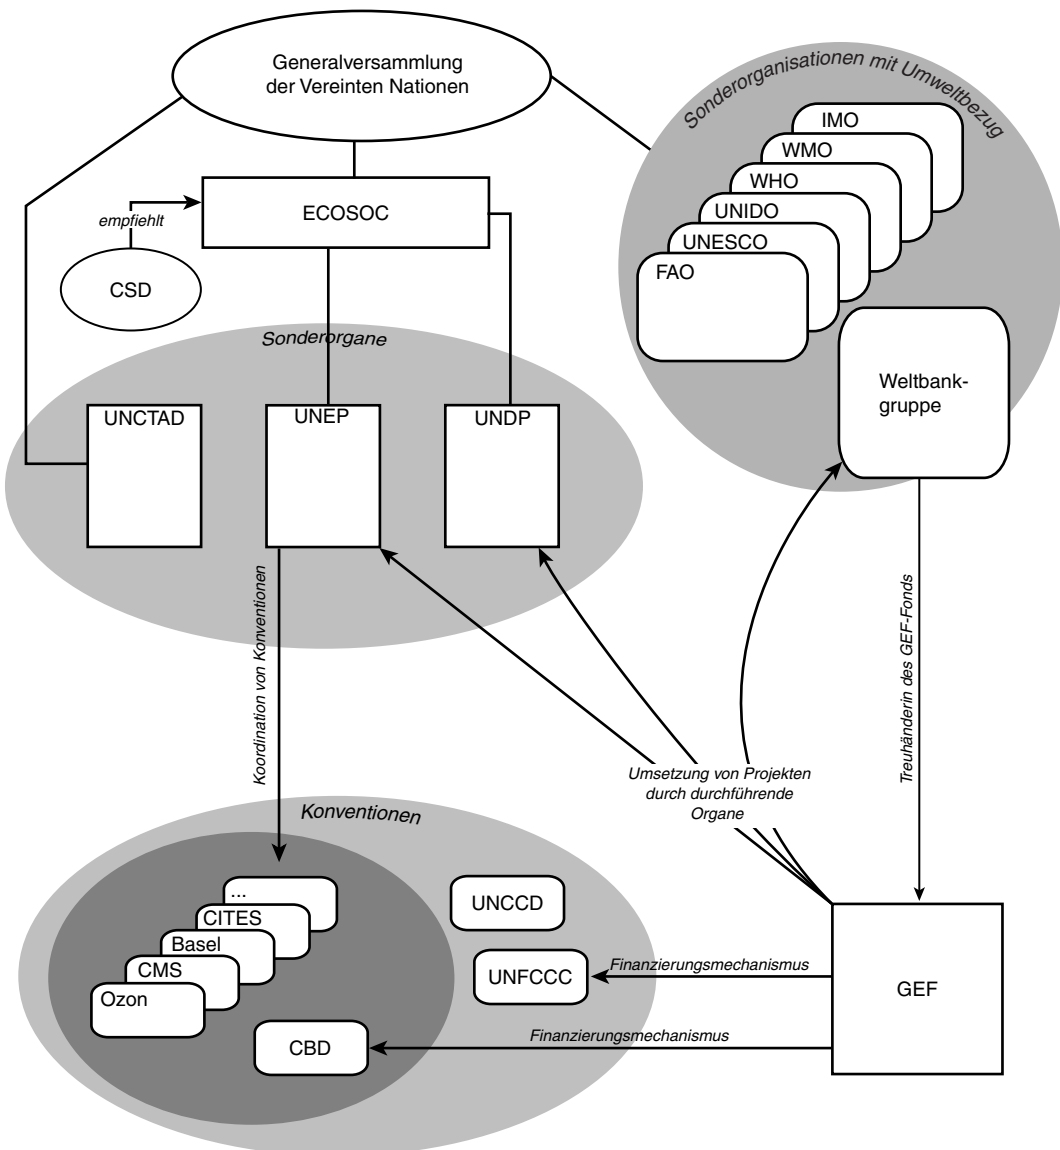 Generalversammlung
der Vereinten Nationen
Sonderorganisationen mit Umweltbezug
IMO
WMO
WHO
UNIDO
UNESCO
FAO
Weltbank-
gruppe
ECOSOC
empfiehlt
CSD
Sonderorgane
UNCTAD
UNEP
UNDP
Koordination von Konventionen
Treuhänderin des GEF-Fonds
Umsetzung von Projekten
durch durchführende
Organe
Konventionen
...
CITES
Basel
CMS
Ozon
CBD
UNCCD
UNFCCC
Finanzierungsmechanismus
Finanzierungsmechanismus
GEF